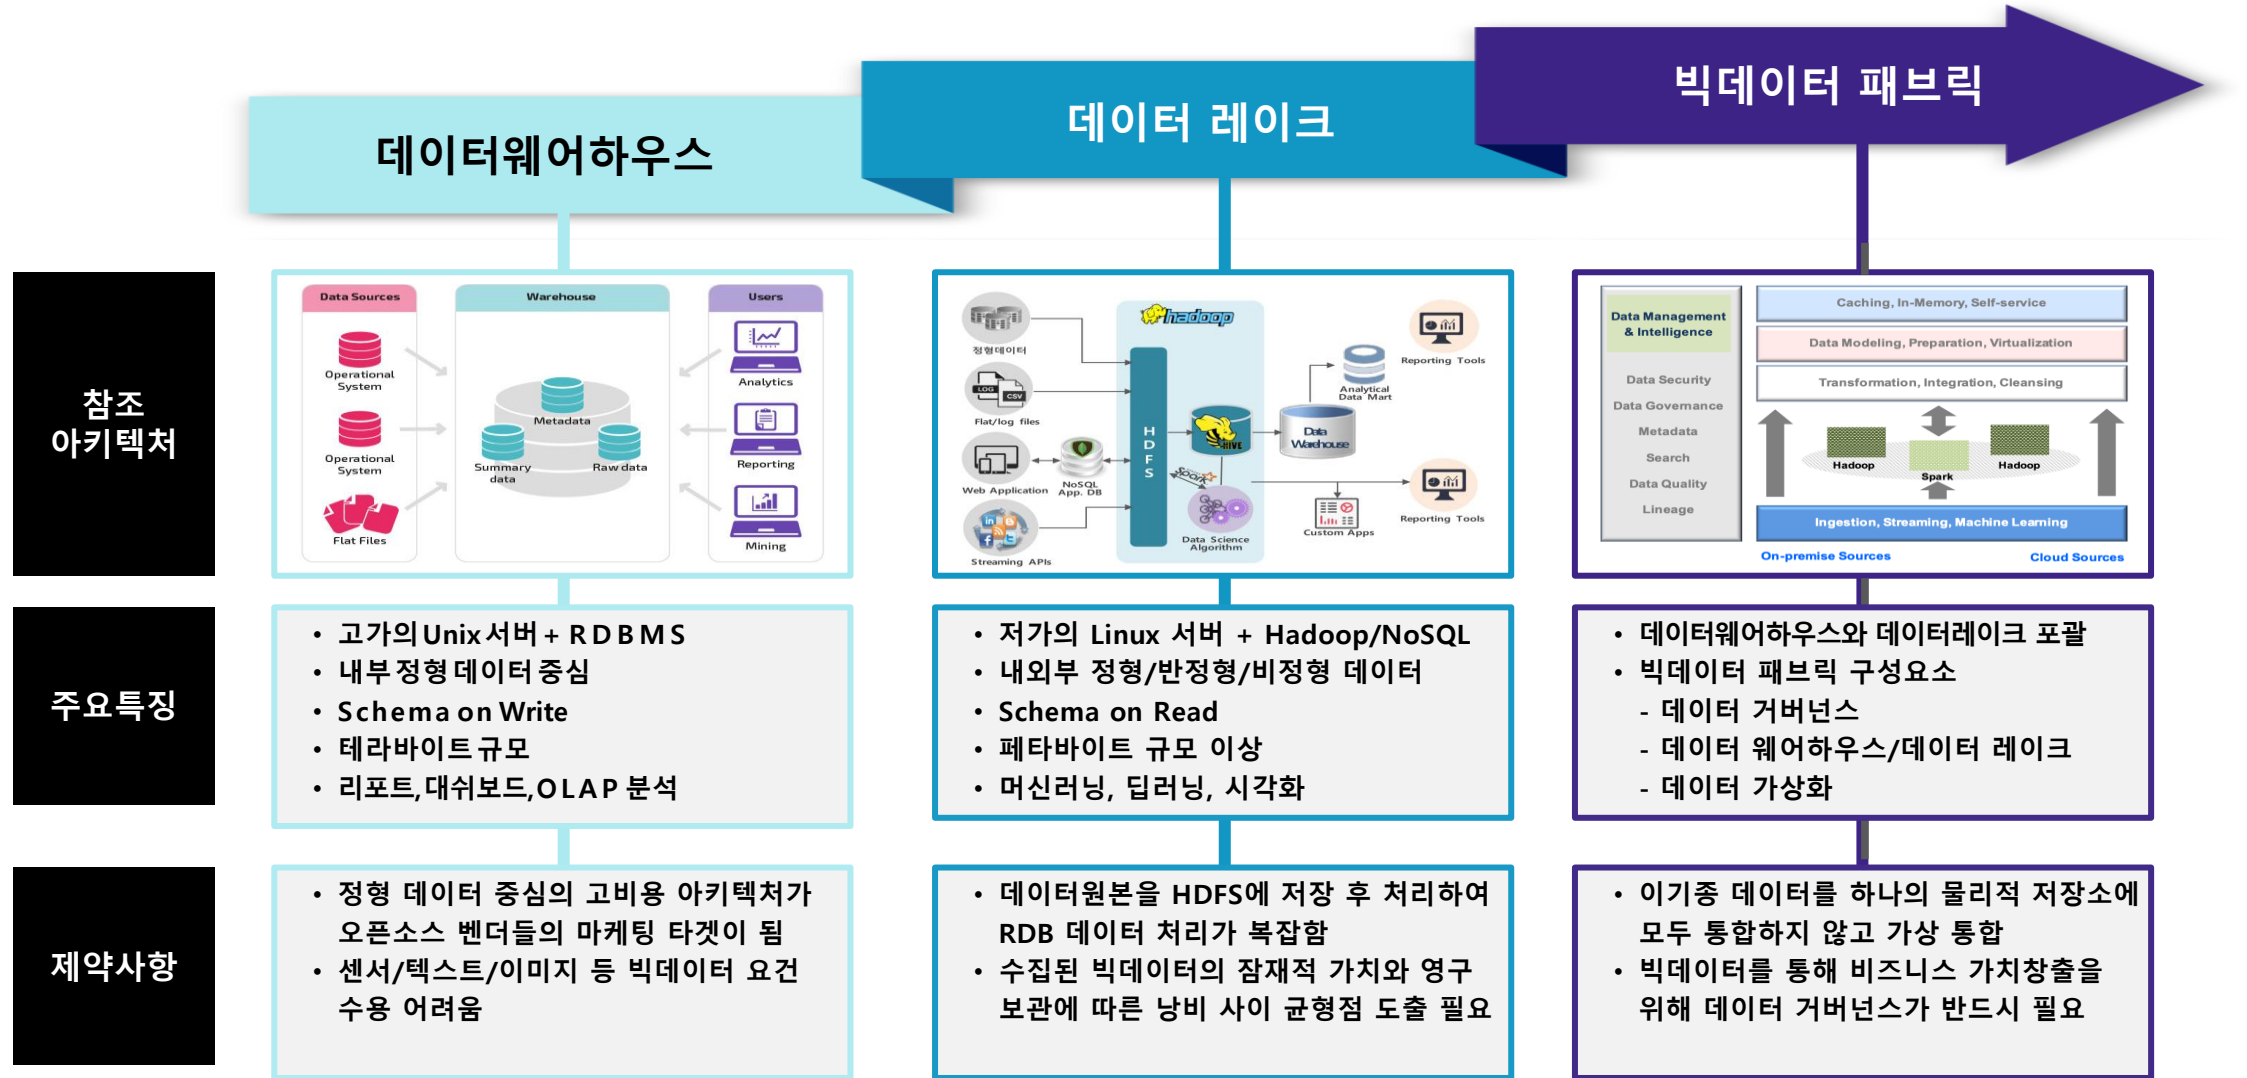 데이터웨어하우스
데이터 레이크
빅데이터 패브릭
참조
아키텍처
Data Sources
Warehouse
Users
Operational
System
Operational
System
Flat Files
Metadata
Summary
data
Raw data
Analytics
Reporting
Mining
정형데이터
LOG
CSV
Flat/log files
Web Application
NoSQL
App. DB
Streaming APIs
hadoop
HDFS
HIVE
Spark
Data Science
Algorithm
Data
Warehouse
Analytical
Data Mart
Reporting Tools
Custom Apps
Reporting Tools
Data Management
& Intelligence
Data Security
Data Governance
Metadata
Search
Data Quality
Lineage
Caching, In-Memory, Self-service
Data Modeling, Preparation, Virtualization
Transformation, Integration, Cleansing
Hadoop
Spark
Hadoop
Ingestion, Streaming, Machine Learning
On-premise Sources
Cloud Sources
주요특징
• 고가의 Unix 서버 + RDBMS
• 내부 정형 데이터 중심
• Schema on Write
• 테라바이트 규모
• 리포트, 대쉬보드, OLAP 분석
• 저가의 Linux 서버 + Hadoop/NoSQL
• 내외부 정형/반정형/비정형 데이터
• Schema on Read
• 페타바이트 규모 이상
• 머신러닝, 딥러닝, 시각화
• 데이터웨어하우스와 데이터레이크 포괄
• 빅데이터 패브릭 구성요소
- 데이터 거버넌스
- 데이터 웨어하우스/데이터 레이크
- 데이터 가상화
제약사항
• 정형 데이터 중심의 고비용 아키텍처가
오픈소스 벤더들의 마케팅 타겟이 됨
• 센서/텍스트/이미지 등 빅데이터 요건
수용 어려움
• 데이터원본을 HDFS에 저장 후 처리하여
RDB 데이터 처리가 복잡함
• 수집된 빅데이터의 잠재적 가치와 영구
보관에 따른 낭비 사이 균형점 도출 필요
• 이기종 데이터를 하나의 물리적 저장소에
모두 통합하지 않고 가상 통합
• 빅데이터를 통해 비즈니스 가치창출을
위해 데이터 거버넌스가 반드시 필요